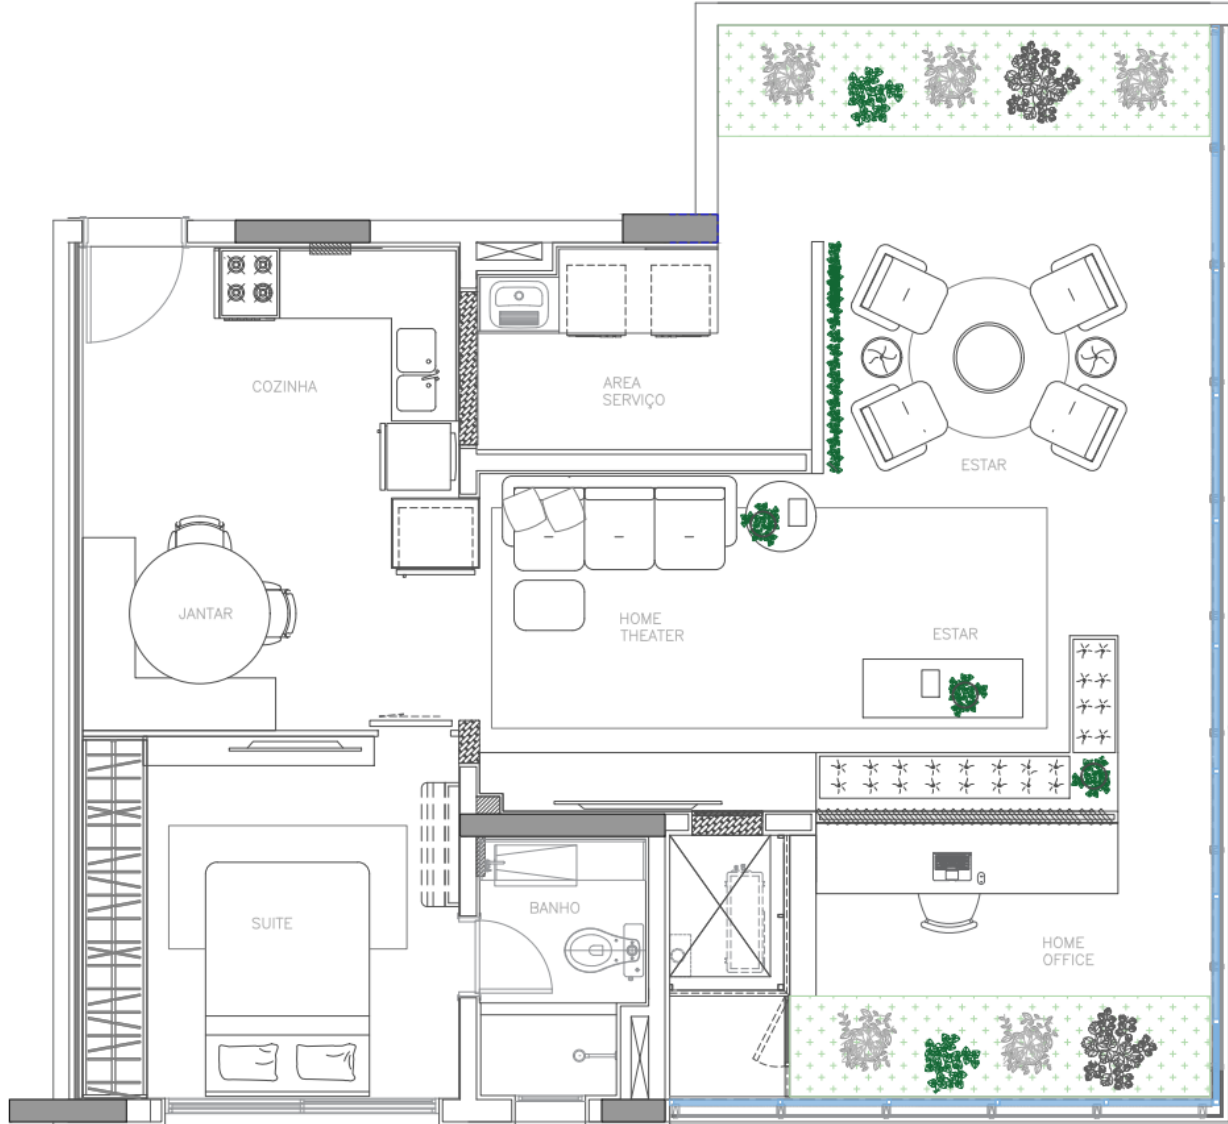 COZINHA
AREA
SERVIÇO
ESTAR
JANTAR
HOME
THEATER
ESTAR
SUITE
BANHO
HOME
OFFICE